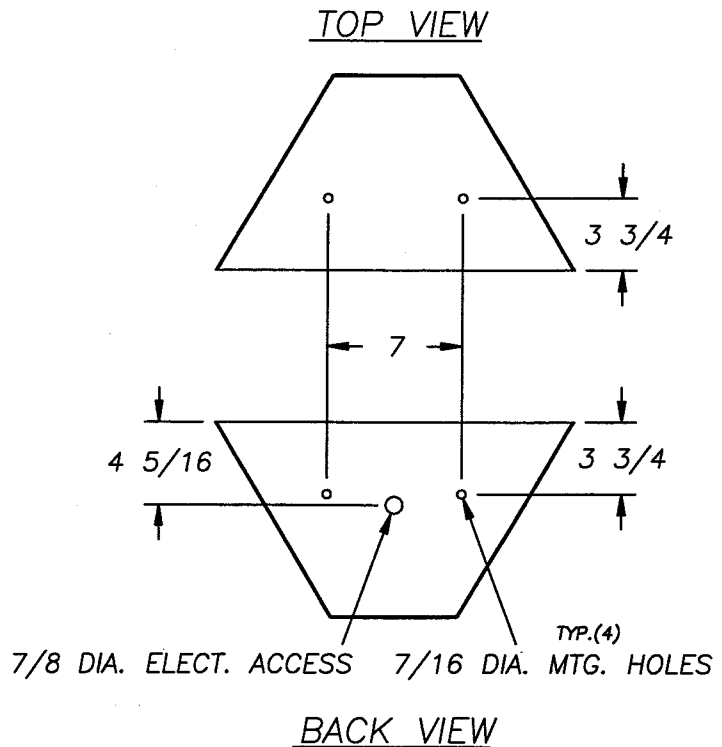 TOP VIEW
3 3/4
7
4 5/16
3 3/4
TYP.(4)
7/8 DIA. ELECT. ACCESS
7/16 DIA. MTG. HOLES
BACK VIEW